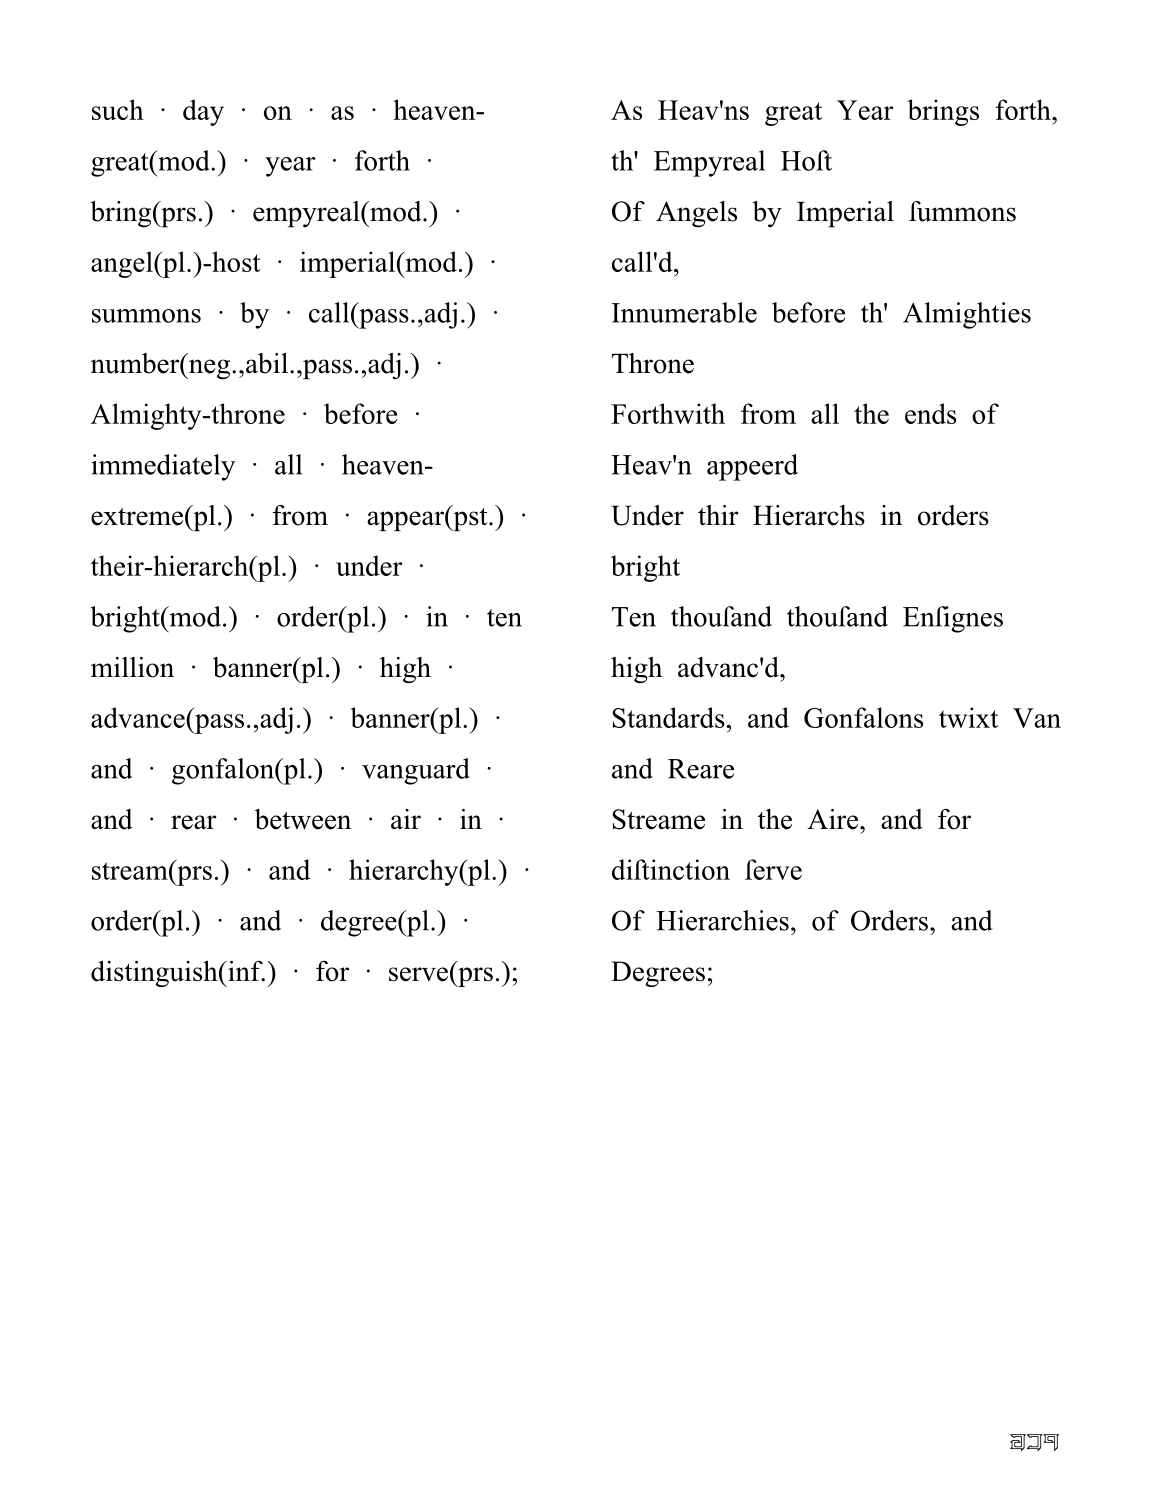 such · day · on · as · heaven-
great(mod.) · year · forth ·
bring(prs.) · empyreal(mod.) ·
angel(pl.)-host · imperial(mod.) ·
summons · by · call(pass.,adj.) ·
number(neg.,abil.,pass.,adj.) ·
Almighty-throne · before ·
immediately · all · heaven-
extreme(pl.) · from · appear(pst.) ·
their-hierarch(pl.) · under ·
bright(mod.) · order(pl.) · in · ten
million · banner(pl.) · high ·
advance(pass.,adj.) · banner(pl.) ·
and · gonfalon(pl.) · vanguard ·
and · rear · between · air · in ·
stream(prs.) · and · hierarchy(pl.) ·
order(pl.) · and · degree(pl.) ·
distinguish(inf.) · for · serve(prs.);
As Heav'ns great Year brings forth,
th' Empyreal Hoſt
Of Angels by Imperial ſummons
call'd,
Innumerable before th' Almighties
Throne
Forthwith from all the ends of
Heav'n appeerd
Under thir Hierarchs in orders
bright
Ten thouſand thouſand Enſignes
high advanc'd,
Standards, and Gonfalons twixt Van
and Reare
Streame in the Aire, and for
diſtinction ſerve
Of Hierarchies, of Orders, and
Degrees;